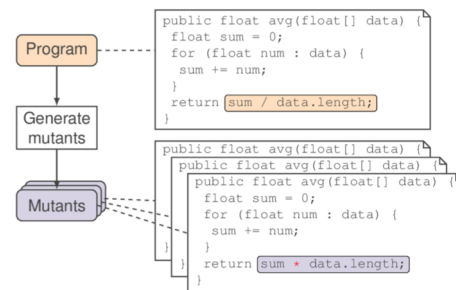 Program
public float avg(float[] data) {
float sum = 0;
for (float num : data) {
sum += num;
}
return sum / data.length;
}
Generate
mutants
Mutants
public float avg(float[] data) {
public float avg(float[] data) {
public float avg(float[] data) {
float sum = 0;
for (float num : data) {
sum += num;
}
return sum * data.length;
}
}
}